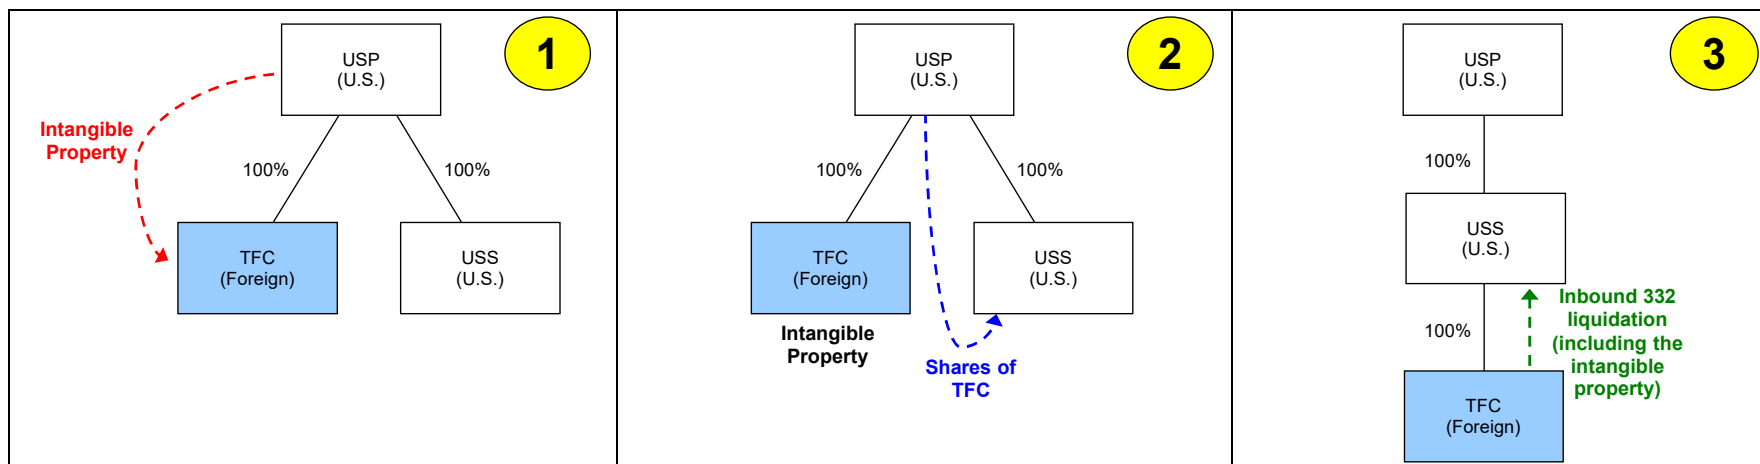 1
USP
(U.S.)
Intangible
Property
100%
100%
TFC
(Foreign)
USS
(U.S.)
2
USP
(U.S.)
100%
100%
TFC
(Foreign)
USS
(U.S.)
Intangible
Property
Shares of
TFC
3
USP
(U.S.)
100%
USS
(U.S.)
100%
Inbound 332
liquidation
(including the
intangible
property)
TFC
(Foreign)